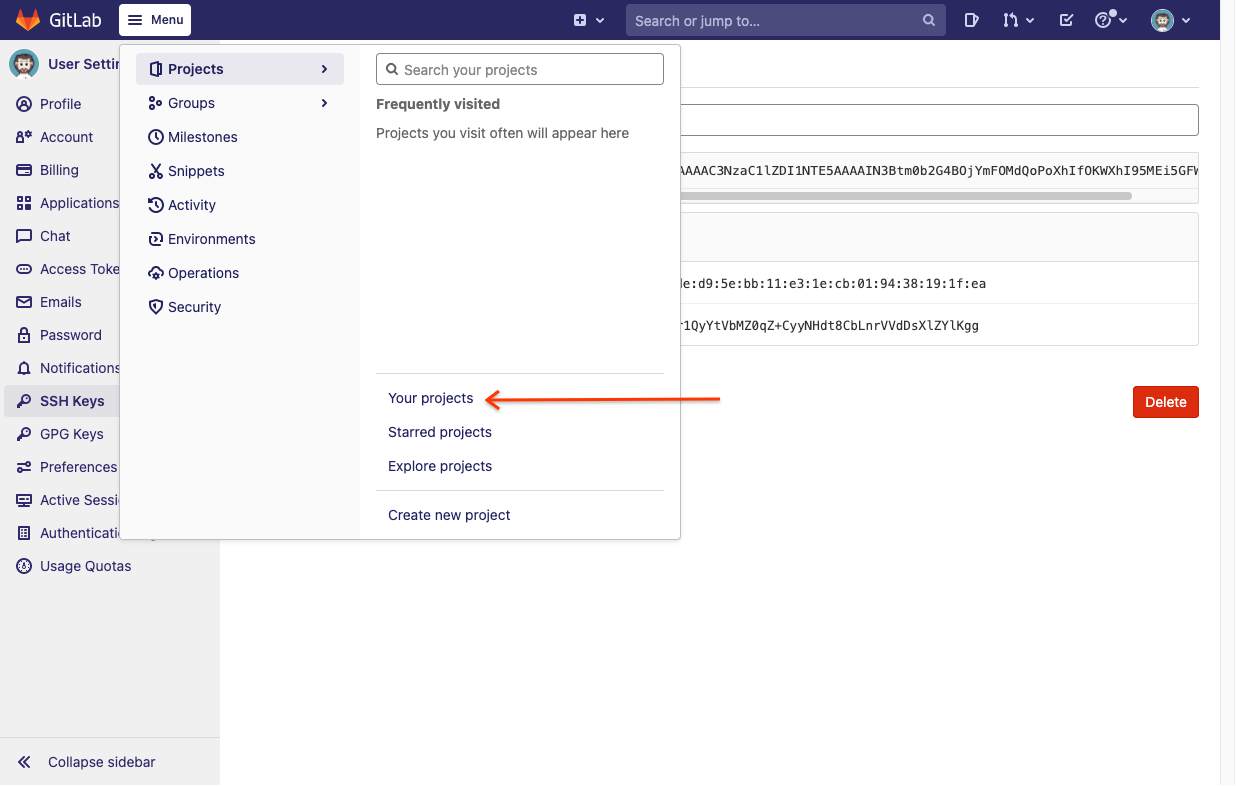 GitLab
Menu
Search or jump to...
User Settin
Profile
Account
Billing
Applications
Chat
Access Toke
Emails
Password
Notifications
SSH Keys
GPG Keys
Preferences
Active Sessi
Authenticati
Usage Quotas
Collapse sidebar
Projects
Groups
Milestones
Snippets
Activity
Environments
Operations
Security
Search your projects
Frequently visited
Projects you visit often will appear here
Your projects
Starred projects
Explore projects
Create new project
AAAAC3NzaC1lZDI1NTE5AAAAIN3Btm0b2G4BOjYmFOMdQoPoXhIfOKWXhI95MEi5GFW
de:d9:5e:bb:11:e3:1e:cb:01:94:38:19:1f:ea
r1QyYtVbMZ0qZ+CyyNHdt8CbLnrVVdDsXlZYlKgg
Delete